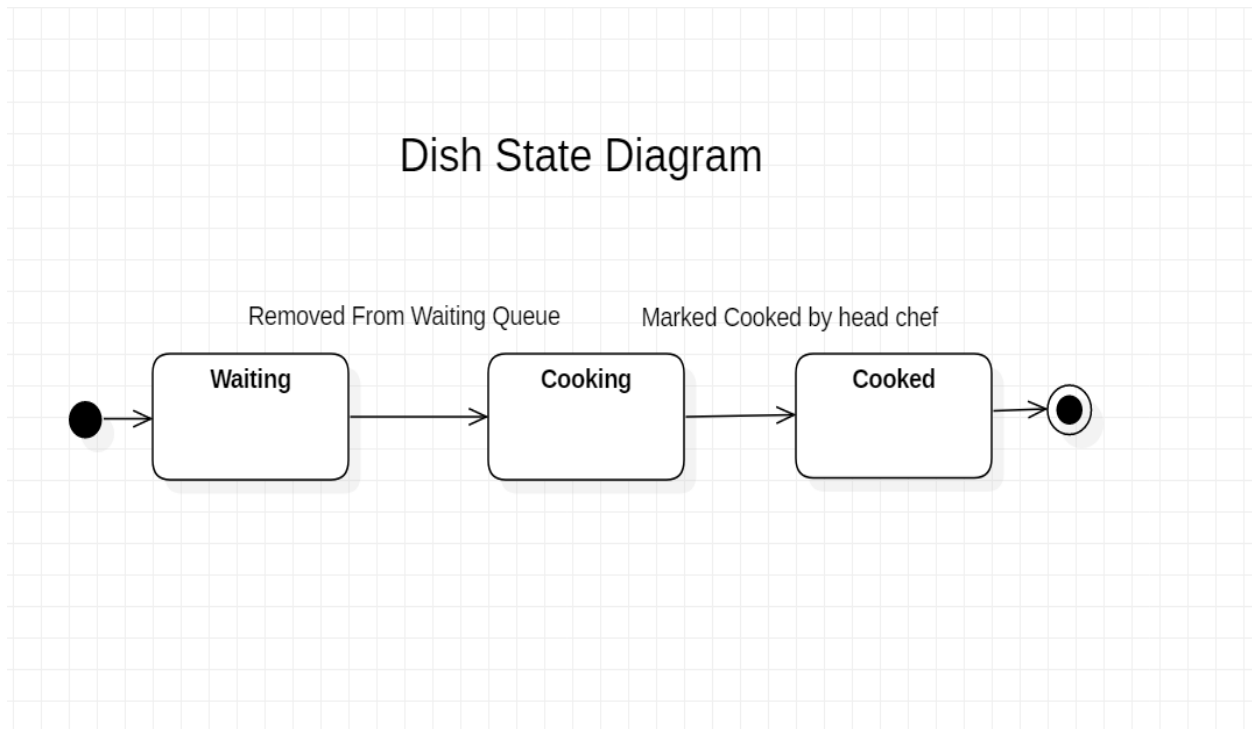 Dish State Diagram
Removed From Waiting Queue
Marked Cooked by head chef
Waiting
Cooking
Cooked